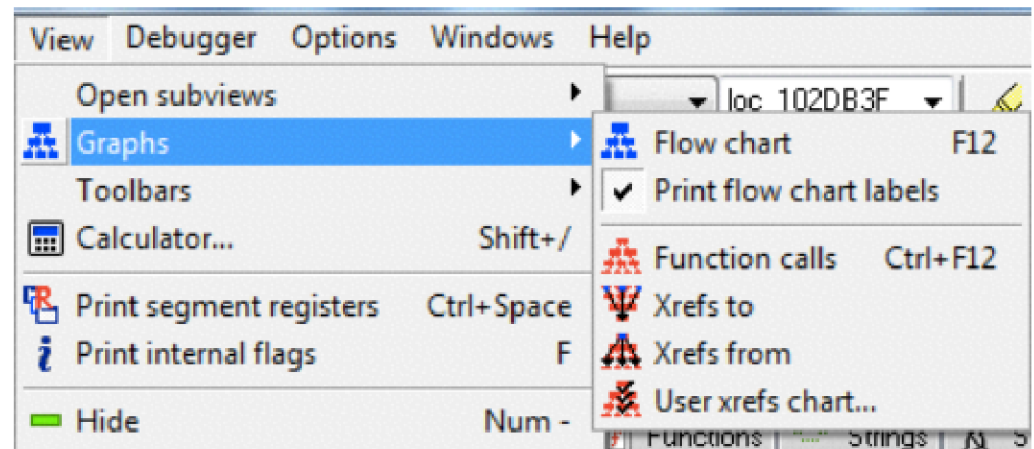 View Debugger Options Windows Help
Open subviews
loc_102DB3F
Graphs
Flow chart F12
Toolbars
Print flow chart labels
Calculator... Shift+/
Function calls Ctrl+F12
Print segment registers Ctrl+Space
Xrefs to
Print internal flags F
Xrefs from
User xrefs chart...
Hide Num -
Functions Strings